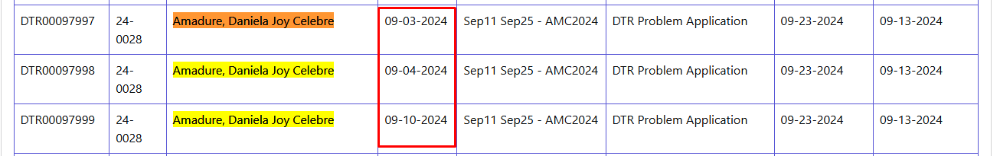 DTR00097997 24- Amadure, Daniela Joy Celebre 09-03-2024 Sep11 Sep25 - AMC2024 DTR Problem Application 09-23-2024 09-13-2024
0028
DTR00097998 24- Amadure, Daniela Joy Celebre 09-04-2024 Sep11 Sep25 - AMC2024 DTR Problem Application 09-23-2024 09-13-2024
0028
DTR00097999 24- Amadure, Daniela Joy Celebre 09-10-2024 Sep11 Sep25 - AMC2024 DTR Problem Application 09-23-2024 09-13-2024
0028